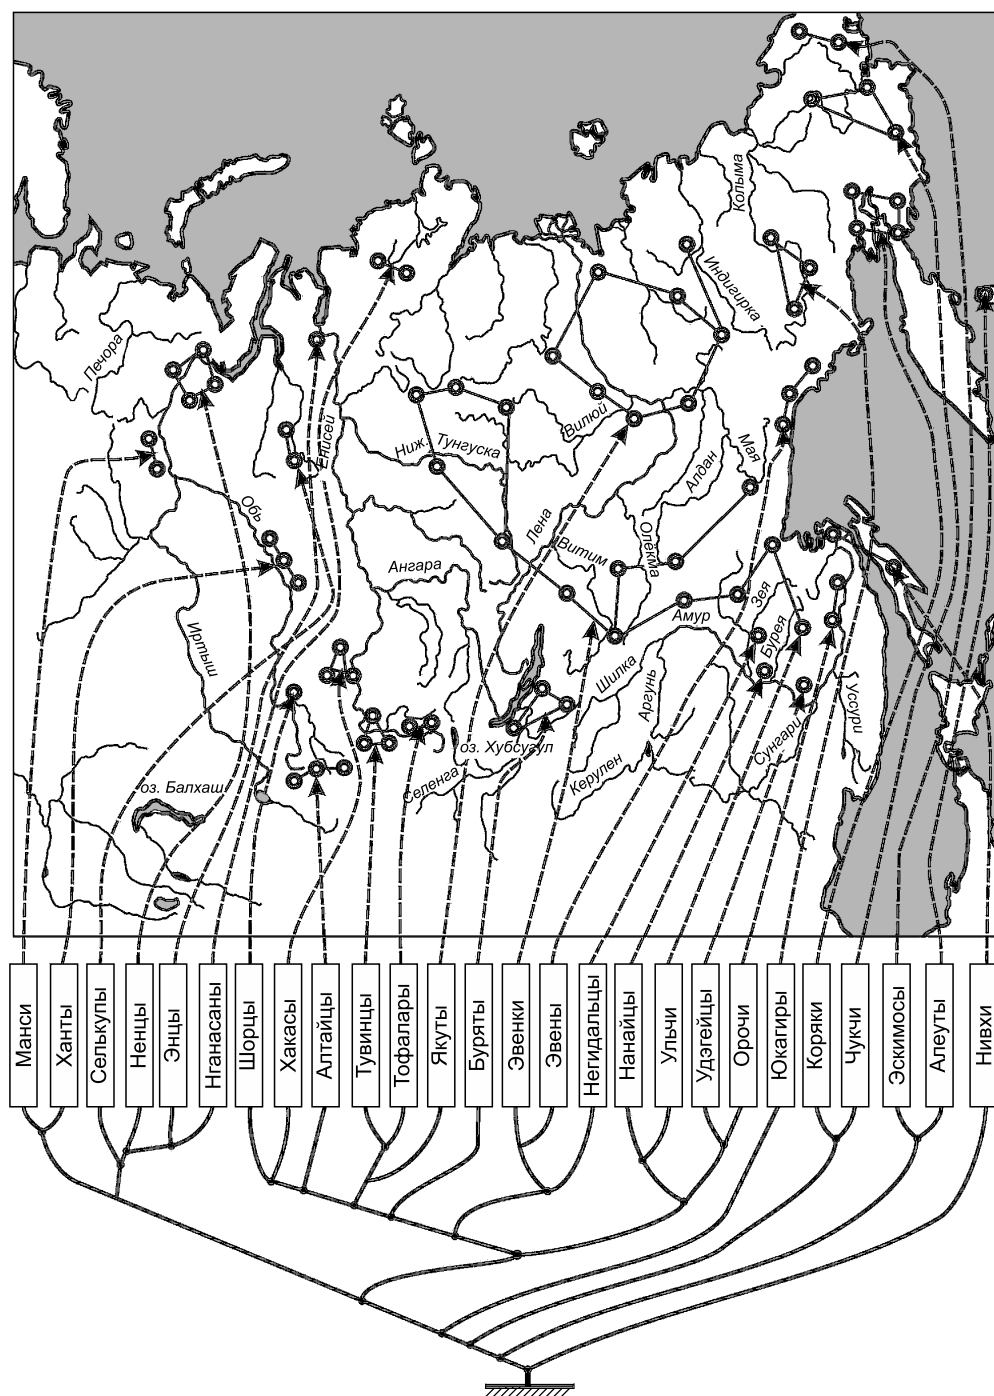 Колыма
Индигирка
Печора
Енисей
Вилюй
Ниж. Тунгуска
Мая
Алдан
Обь
Лена
Олёкма
Витим
Ангара
Зея
Амур
Бурея
Иртыш
Шилка
Аргунь
Уссури
Сунгари
оз. Хубсугул
Керулен
Селенга
оз. Балхаш
Манси
Ханты
Селькупы
Ненцы
Энцы
Нганасаны
Шорцы
Хакасы
Алтайцы
Тувинцы
Тофалары
Якуты
Буряты
Эвенки
Эвены
Негидальцы
Нанайцы
Ульчи
Удэгейцы
Орочи
Юкагиры
Коряки
Чукчи
Эскимосы
Алеуты
Нивхи